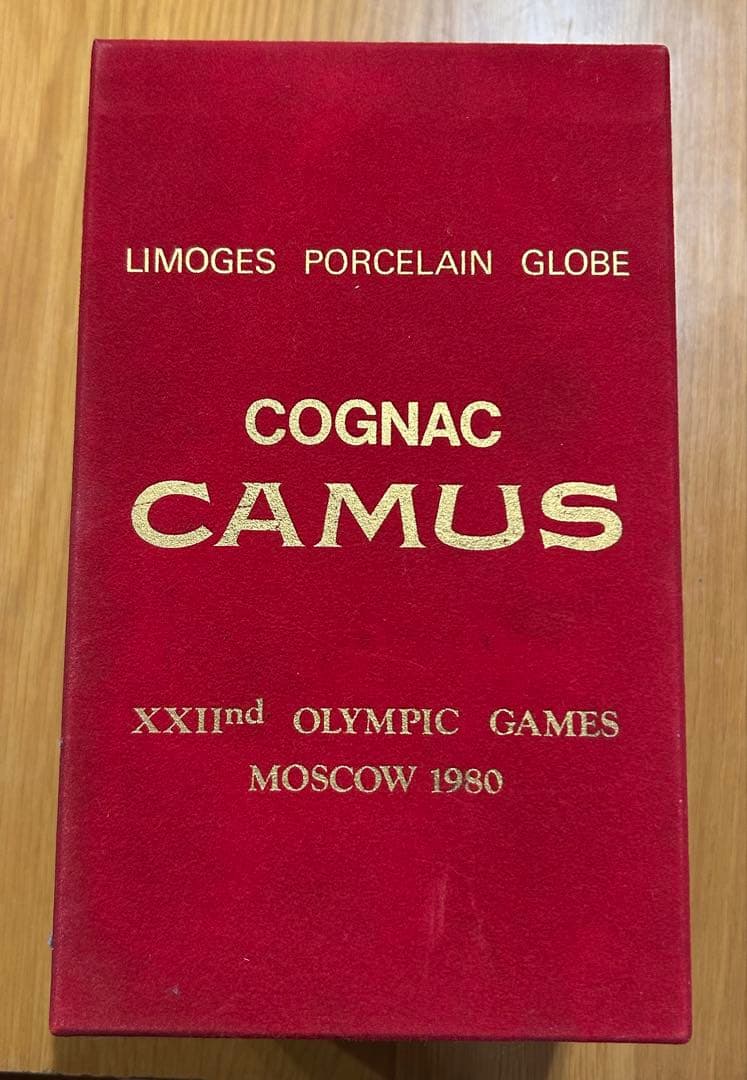 LIMOGES PORCELAIN GLOBE
COGNAC
CAMUS
XXIInd OLYMPIC GAMES
MOSCOW 1980